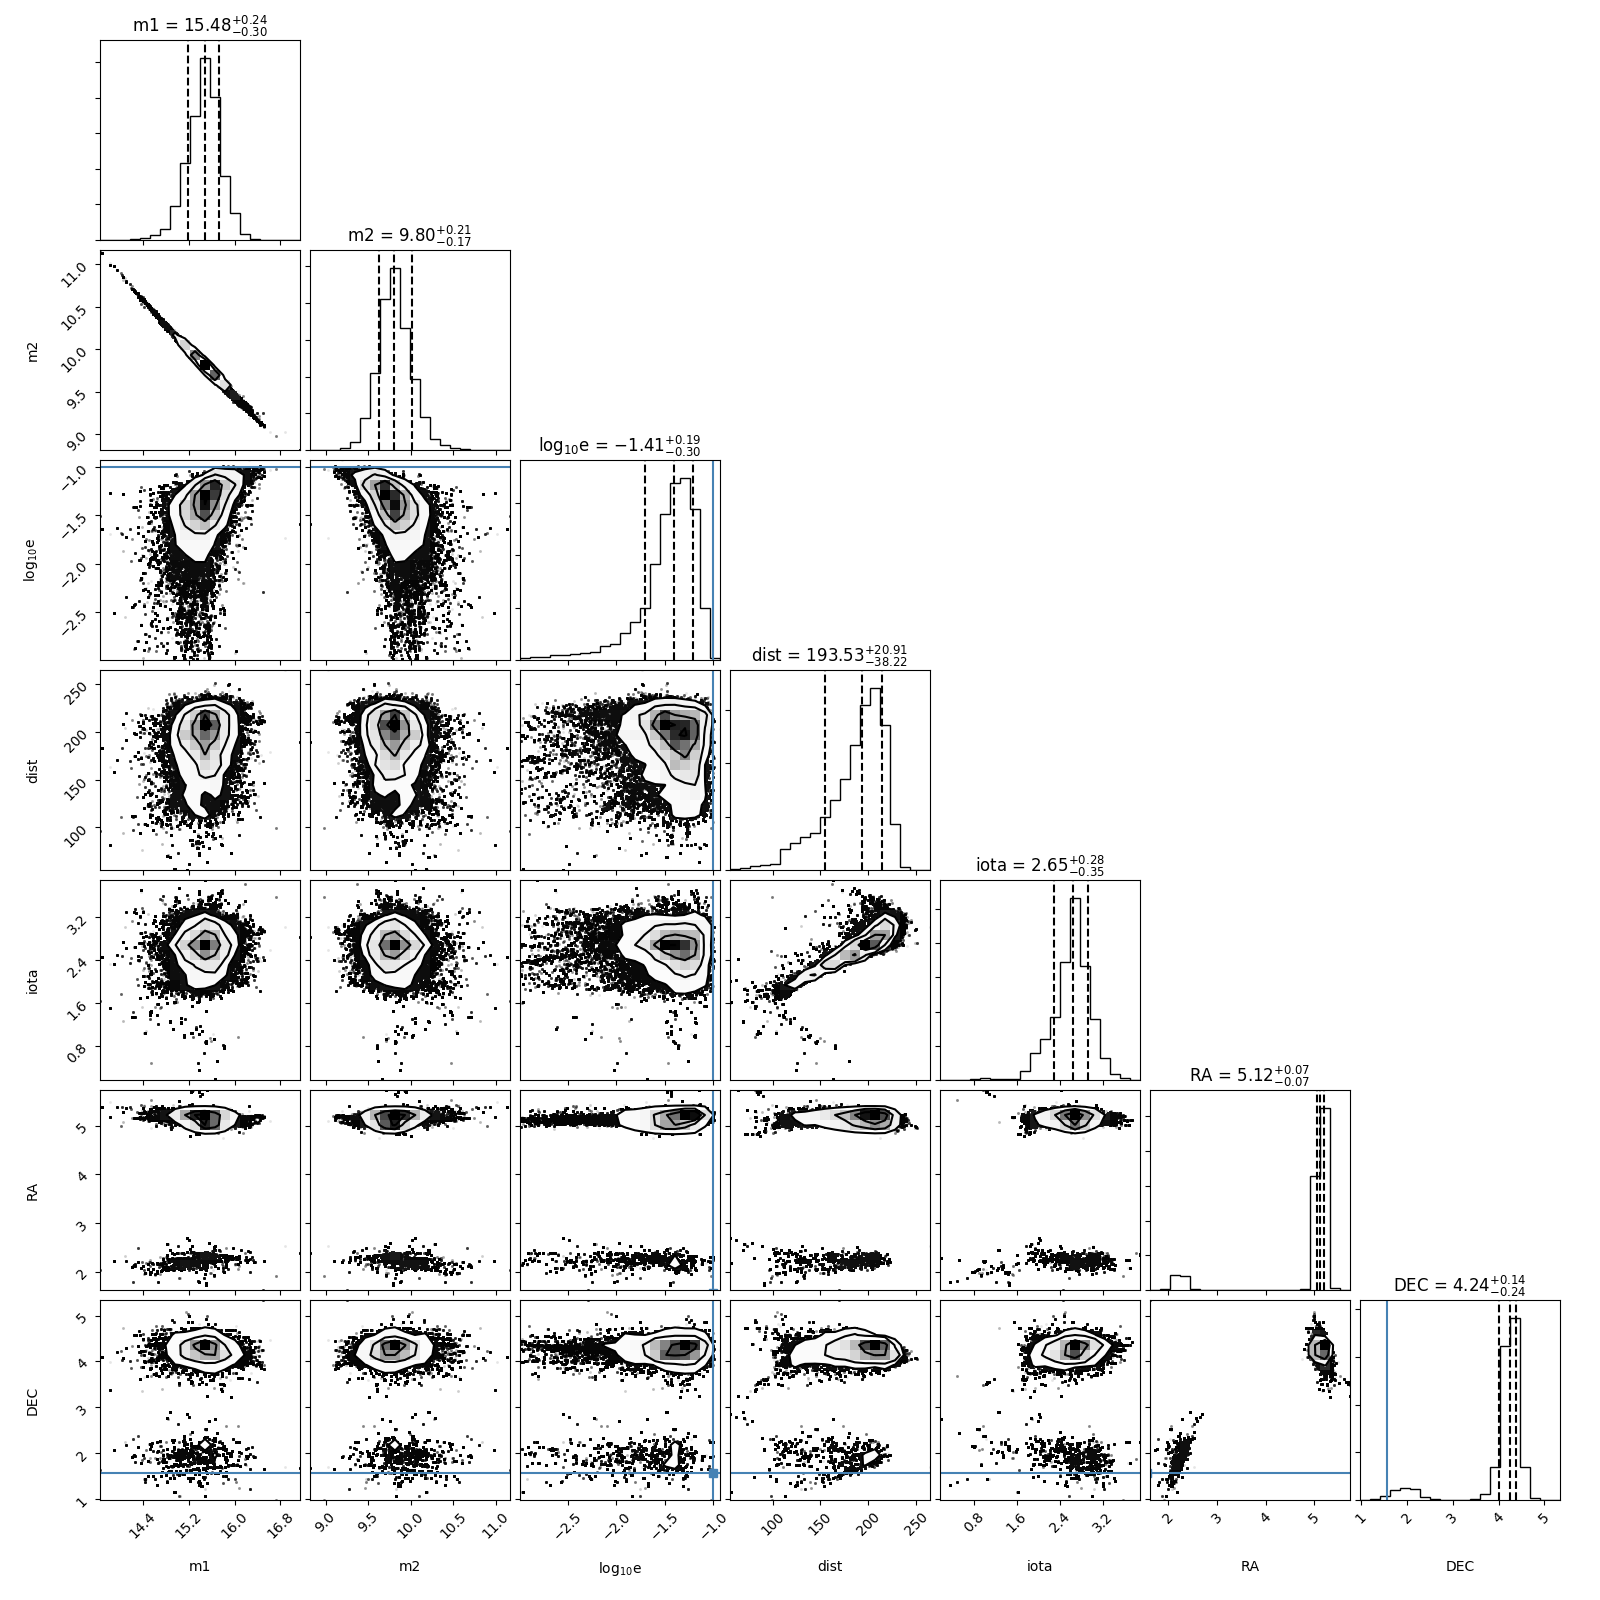 m1 = 15.48+0.24−0.30
m2 = 9.80+0.21−0.17
11.0
10.5
10.0
9.5
9.0
m2
log10e = −1.41+0.19−0.30
−1.0
−1.5
−2.0
−2.5
log10e
dist = 193.53+20.91−38.22
250
200
150
100
dist
iota = 2.65+0.28−0.35
3.2
2.4
1.6
0.8
iota
RA = 5.12+0.07−0.07
5
4
3
2
RA
DEC = 4.24+0.14−0.24
5
4
3
2
1
DEC
14.4 15.2 16.0 16.8
9.0 9.5 10.0 10.5 11.0
−2.5 −2.0 −1.5 −1.0
100 150 200 250
0.8 1.6 2.4 3.2
2 3 4 5
1 2 3 4 5
m1 m2 log10e dist iota RA DEC